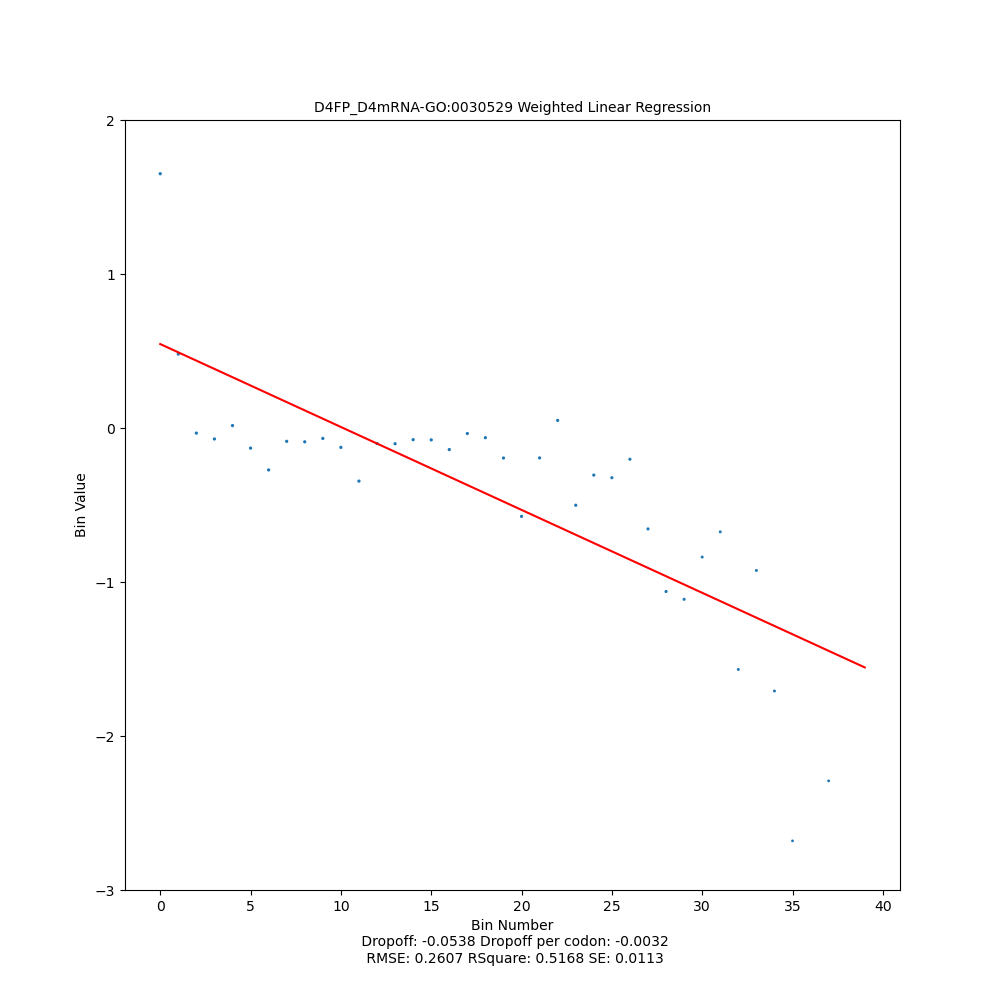 D4FP_D4mRNA-GO:0030529 Weighted Linear Regression
2
1
0
−1
−2
−3
Bin Value
0 5 10 15 20 25 30 35 40
Bin Number
Dropoff: -0.0538 Dropoff per codon: -0.0032
RMSE: 0.2607 RSquare: 0.5168 SE: 0.0113